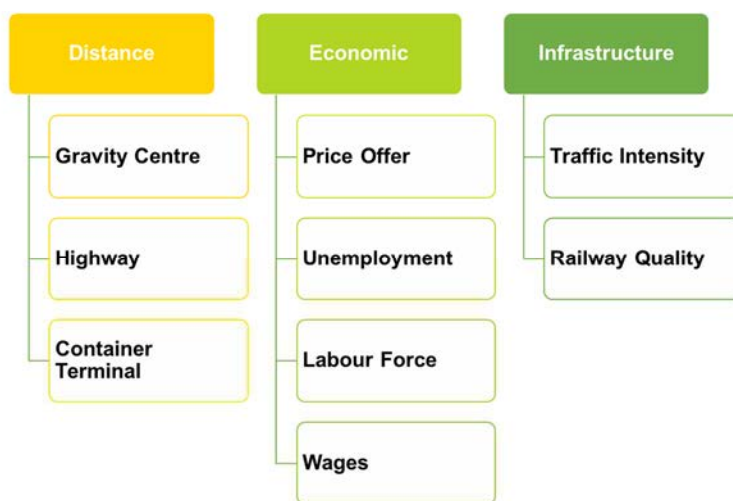 Distance
Gravity Centre
Highway
Container
Terminal
Economic
Price Offer
Unemployment
Labour Force
Wages
Infrastructure
Traffic Intensity
Railway Quality